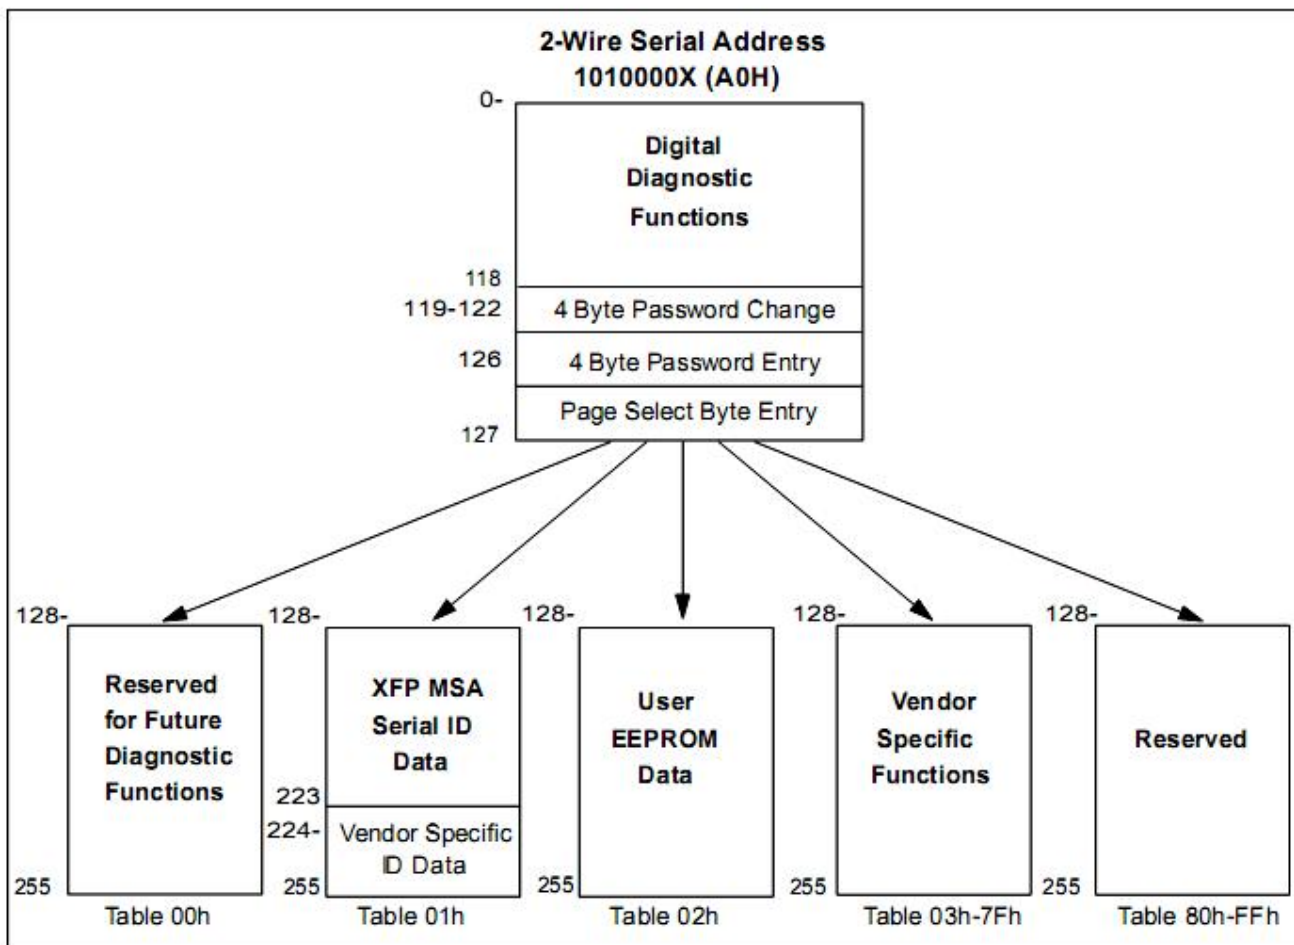 2-Wire Serial Address
1010000X (A0H)
0-
Digital
Diagnostic
Functions
118
119-122
4 Byte Password Change
126
4 Byte Password Entry
Page Select Byte Entry
127
128-
Reserved
for Future
Diagnostic
Functions
255
Table 00h
128-
XFP MSA
Serial ID
Data
223
224-
Vendor Specific
ID Data
255
Table 01h
128-
User
EEPROM
Data
255
Table 02h
128-
Vendor
Specific
Functions
255
Table 03h-7Fh
128-
Reserved
255
Table 80h-FFh